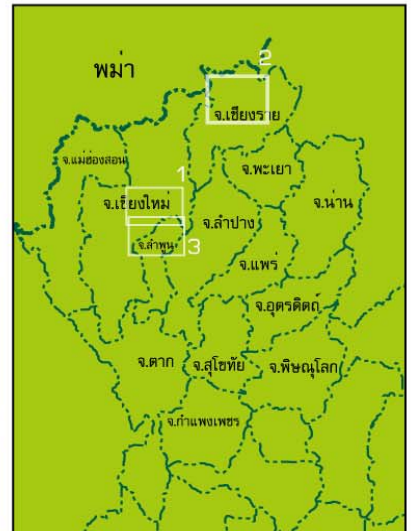 2
พม่า
จ.เชียงราย
จ.แม่ฮ่องสอน
จ.พะเยา
1
จ.เชียงใหม่
จ.น่าน
จ.ลำปาง
จ.ลำพูน
3
จ.แพร่
จ.อุตรดิตถ์
จ.ตาก
จ.สุโขทัย
จ.พิษณุโลก
จ.กำแพงเพชร